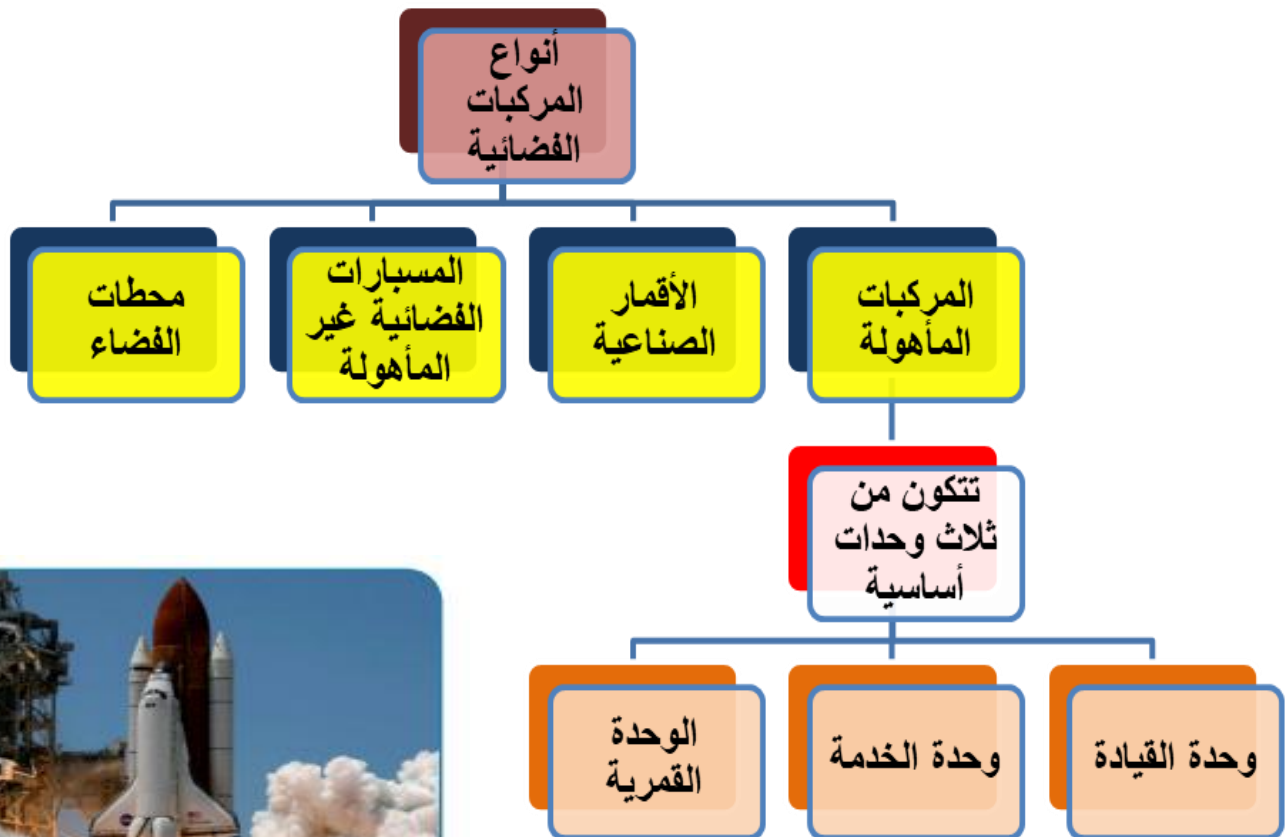 أنواع
المركبات
الفضائية
المركبات
المأهولة
الأقمار
الصناعية
المسبارات
الفضائية غير
المأهولة
محطات
الفضاء
تتكون من
ثلاث وحدات
أساسية
وحدة القيادة
وحدة الخدمة
الوحدة
القمرية